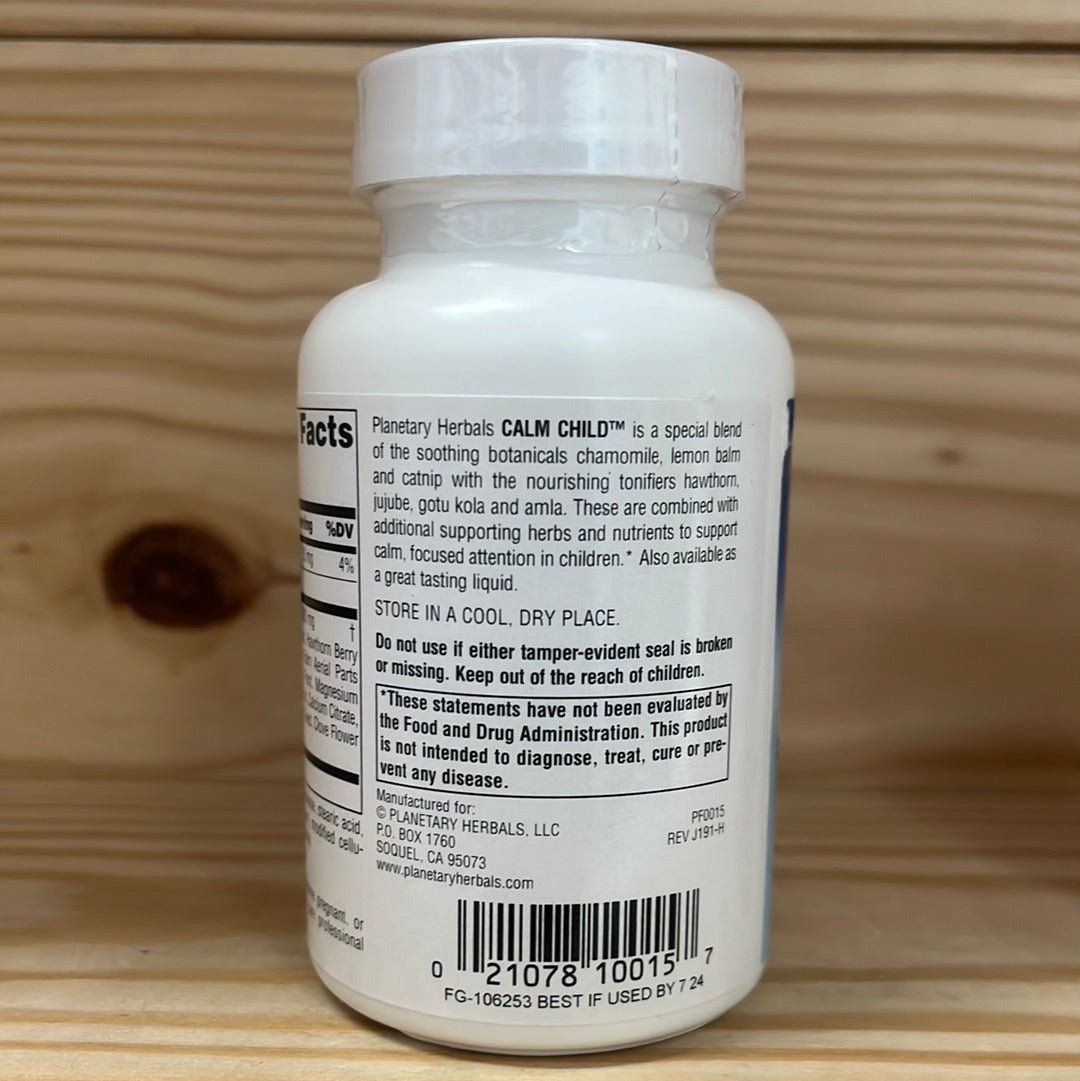 Facts
%DV
mg 4%
mg †
Hawthorn Berry
Aerial Parts
Magnesium
Calcium Citrate,
Clove Flower
stearic acid,
modified cellu-
pregnant, or
professional
Planetary Herbals CALM CHILD™ is a special blend
of the soothing botanicals chamomile, lemon balm
and catnip with the nourishing tonifiers hawthorn,
jujube, gotu kola and amla. These are combined with
additional supporting herbs and nutrients to support
calm, focused attention in children.* Also available as
a great tasting liquid.
STORE IN A COOL, DRY PLACE.
Do not use if either tamper-evident seal is broken
or missing. Keep out of the reach of children.
*These statements have not been evaluated by
the Food and Drug Administration. This product
is not intended to diagnose, treat, cure or pre-
vent any disease.
Manufactured for:
© PLANETARY HERBALS, LLC
P.O. BOX 1760
SOQUEL, CA 95073
www.planetaryherbals.com
PF0015
REV J191-H
0 21078 10015 7
FG-106253 BEST IF USED BY 7 24